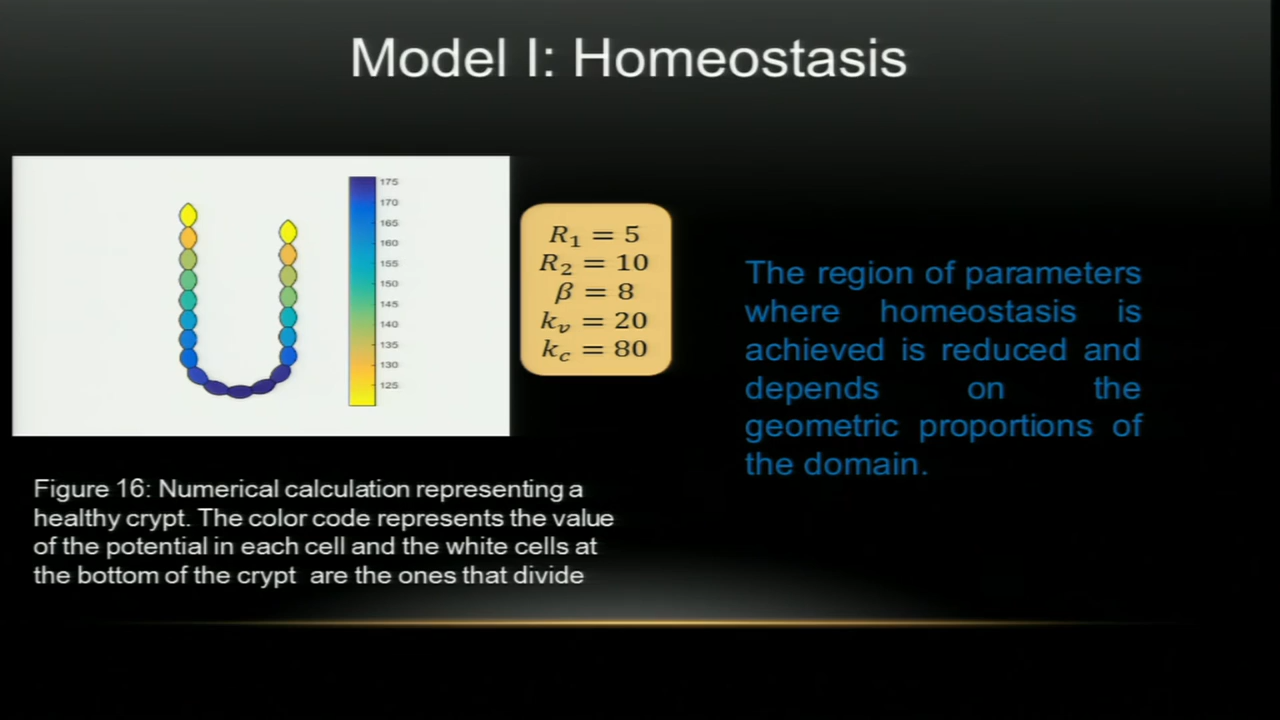 Model I: Homeostasis
175
170
165
160
155
150
145
140
135
130
125
R₁ = 5
R₂ = 10
β = 8
kᵥ = 20
k_c = 80
The region of parameters
where homeostasis is
achieved is reduced and
depends on the
geometric proportions of
the domain.
Figure 16: Numerical calculation representing a
healthy crypt. The color code represents the value
of the potential in each cell and the white cells at
the bottom of the crypt are the ones that divide